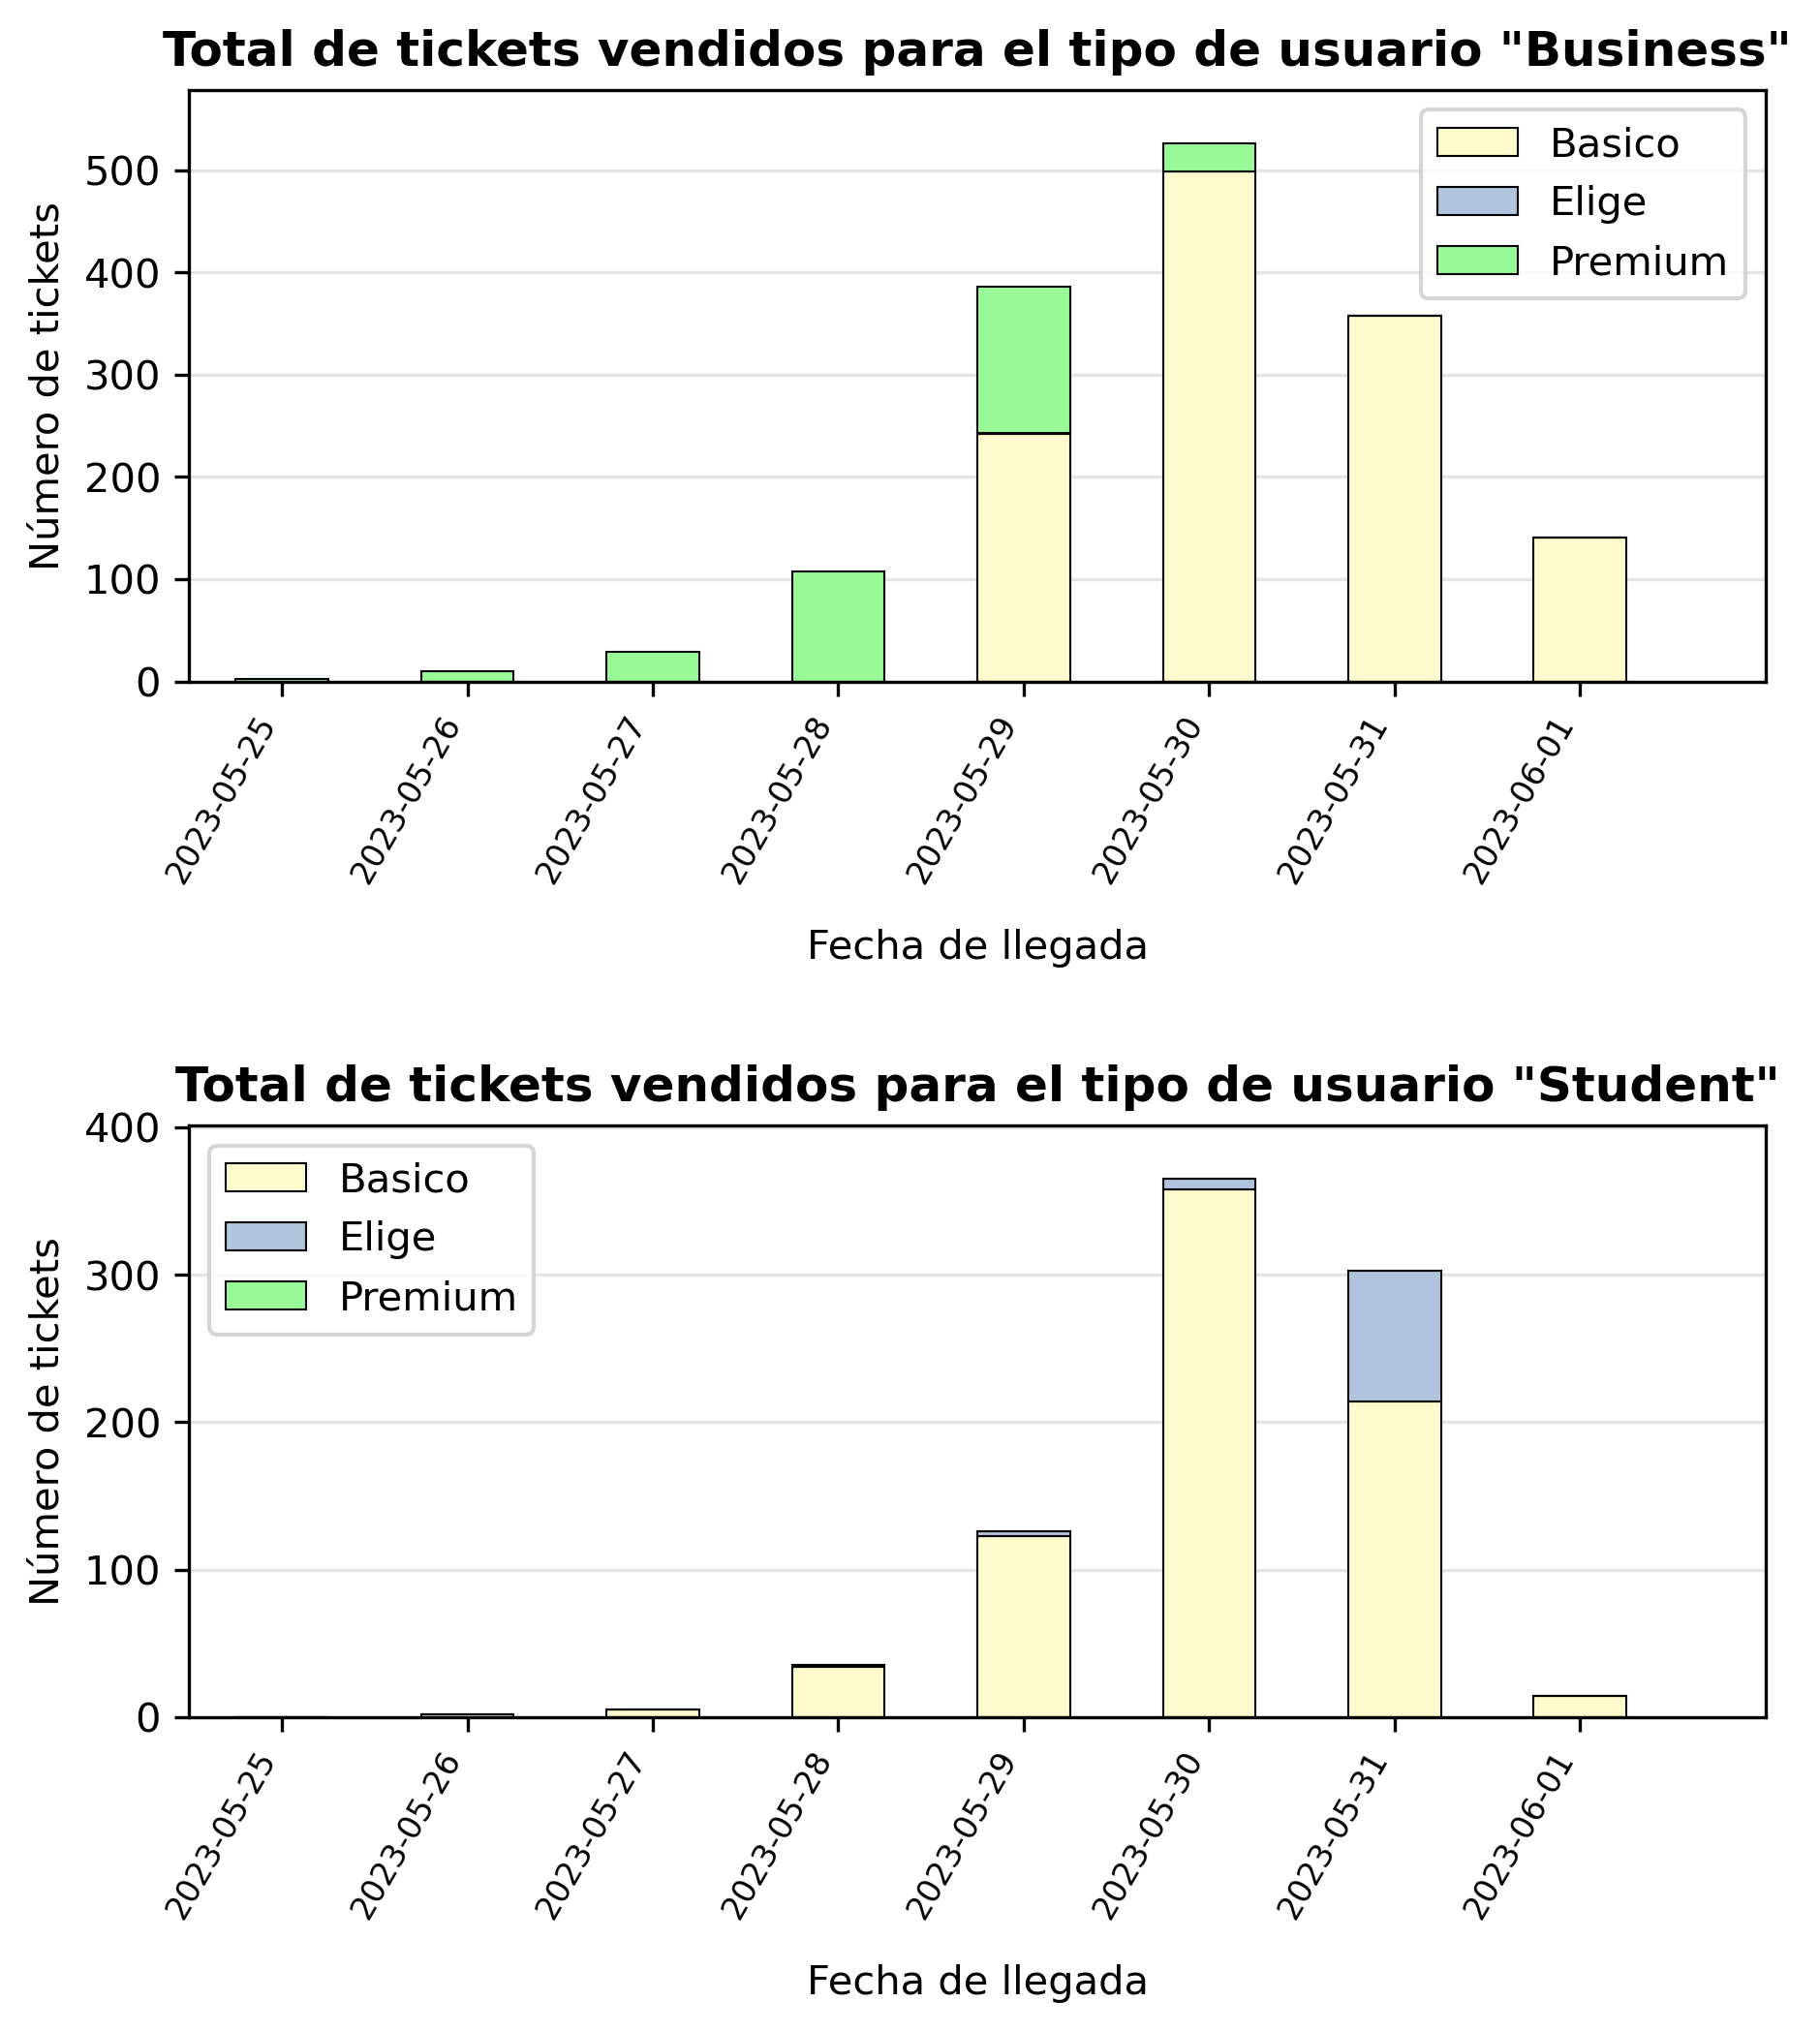 Total de tickets vendidos para el tipo de usuario "Business"
Número de tickets
500
400
300
200
100
0
Basico
Elige
Premium
2023-05-25
2023-05-26
2023-05-27
2023-05-28
2023-05-29
2023-05-30
2023-05-31
2023-06-01
Fecha de llegada
Total de tickets vendidos para el tipo de usuario "Student"
Número de tickets
400
300
200
100
0
Basico
Elige
Premium
2023-05-25
2023-05-26
2023-05-27
2023-05-28
2023-05-29
2023-05-30
2023-05-31
2023-06-01
Fecha de llegada